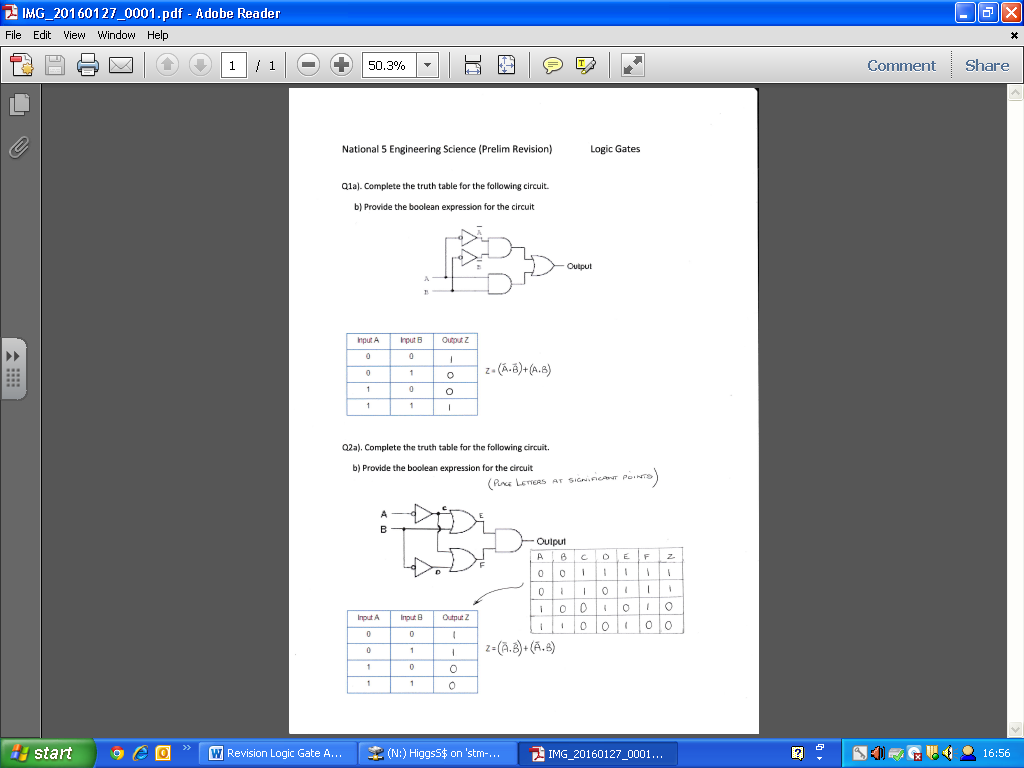 IMG_20160127_0001.pdf - Adobe Reader
File Edit View Window Help
1 / 1 50.3% Comment Share
National 5 Engineering Science (Prelim Revision) Logic Gates
Q1a). Complete the truth table for the following circuit.
b) Provide the boolean expression for the circuit
A̅
B̅
Output
A
B
Input A Input B Output Z
0 0 1
0 1 0
1 0 0
1 1 1
Z = (A̅.B̅)+(A.B)
Q2a). Complete the truth table for the following circuit.
b) Provide the boolean expression for the circuit
(PLACE LETTERS AT SIGNIFICANT POINTS)
A C E
B
Output
D F
A B C D E F Z
0 0 1 1 1 1 1
0 1 1 0 1 1 1
1 0 0 1 0 1 0
1 1 0 0 1 0 0
Input A Input B Output Z
0 0 1
0 1 1
1 0 0
1 1 0
Z = (A̅.B̅)+(A̅.B)
start Revision Logic Gate A... (N:) HiggsS$ on 'stm-... IMG_20160127_0001.... 16:56